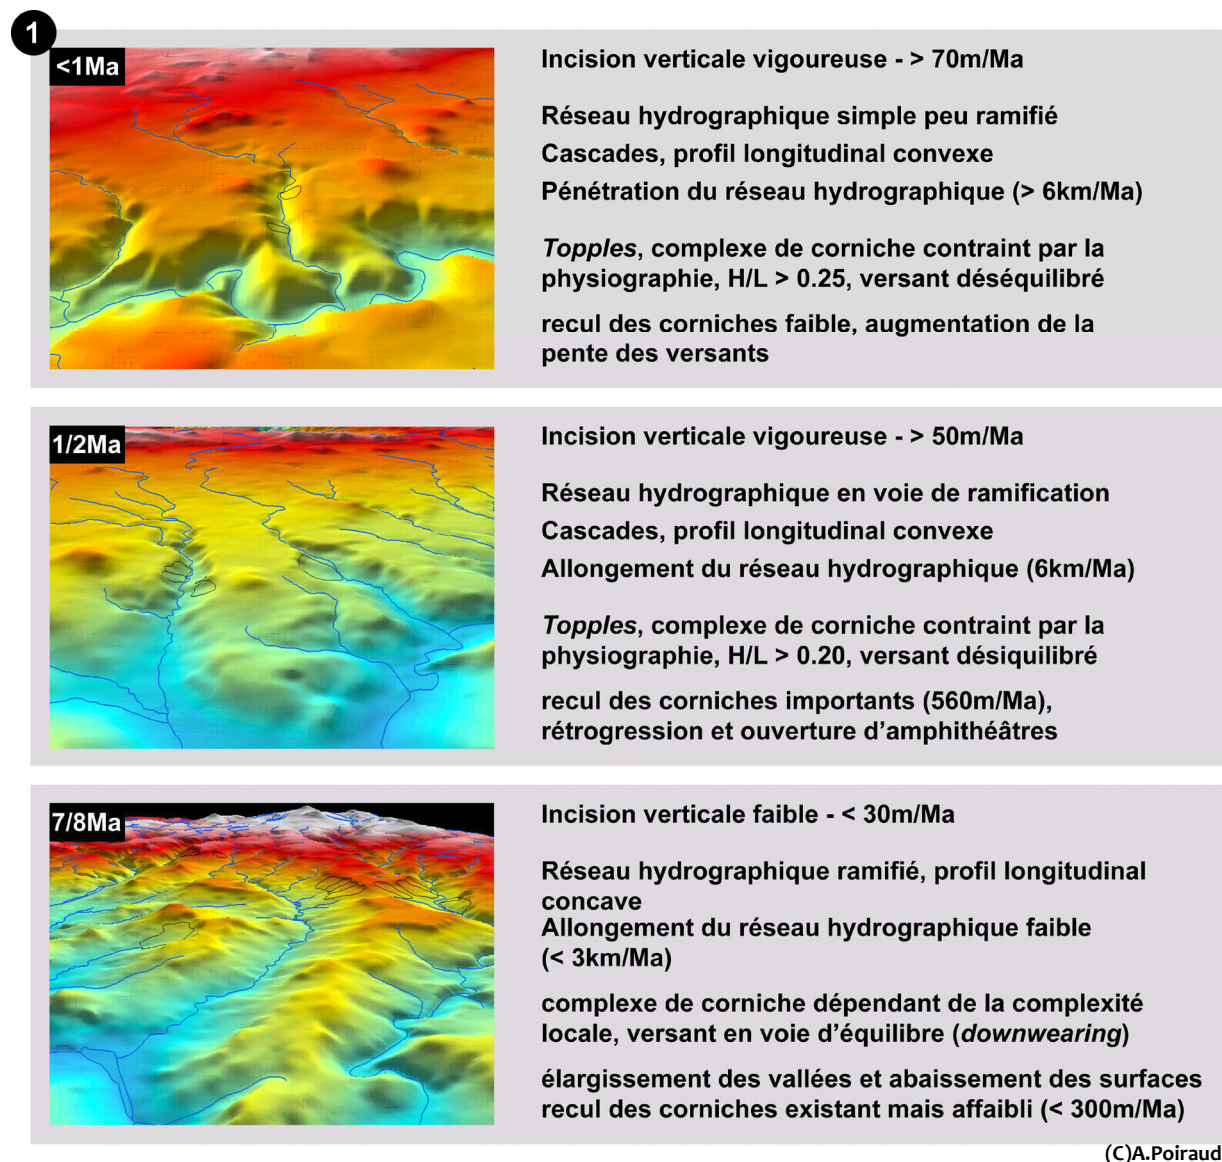 1
<1Ma
Incision verticale vigoureuse - > 70m/Ma
Réseau hydrographique simple peu ramifié
Cascades, profil longitudinal convexe
Pénétration du réseau hydrographique (> 6km/Ma)
Topples, complexe de corniche contraint par la
physiographie, H/L > 0.25, versant déséquilibré
recul des corniches faible, augmentation de la
pente des versants
1/2Ma
Incision verticale vigoureuse - > 50m/Ma
Réseau hydrographique en voie de ramification
Cascades, profil longitudinal convexe
Allongement du réseau hydrographique (6km/Ma)
Topples, complexe de corniche contraint par la
physiographie, H/L > 0.20, versant désiquilibré
recul des corniches importants (560m/Ma),
rétrogression et ouverture d’amphithéâtres
7/8Ma
Incision verticale faible - < 30m/Ma
Réseau hydrographique ramifié, profil longitudinal
concave
Allongement du réseau hydrographique faible
(< 3km/Ma)
complexe de corniche dépendant de la complexité
locale, versant en voie d’équilibre (downwearing)
élargissement des vallées et abaissement des surfaces
recul des corniches existant mais affaibli (< 300m/Ma)
(C)A.Poiraud